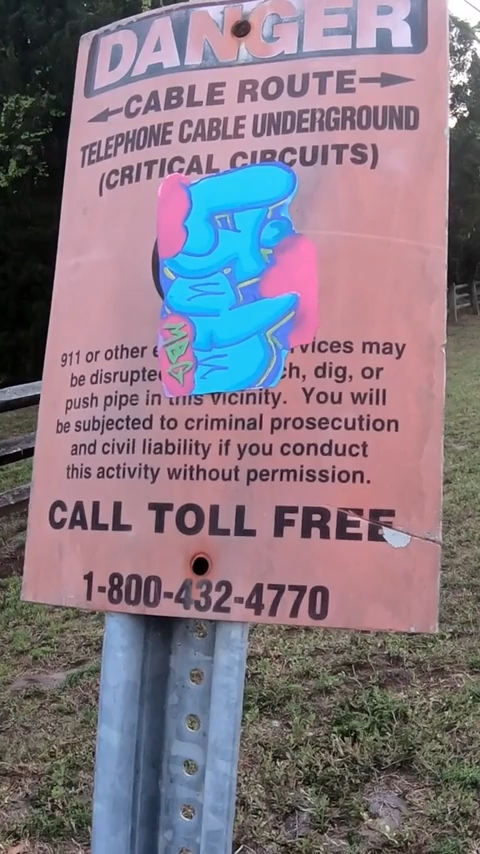 DANGER
←CABLE ROUTE→
TELEPHONE CABLE UNDERGROUND
(CRITICAL CIRCUITS)
MBG
911 or other may
be disrupted dig, or
push pipe in this vicinity. You will
be subjected to criminal prosecution
and civil liability if you conduct
this activity without permission.
CALL TOLL FREE
1-800-432-4770